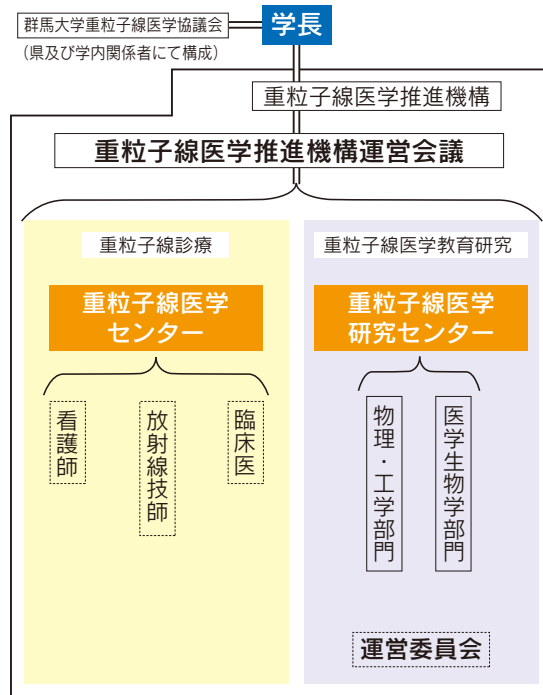 群馬大学重粒子線医学協議会
(県及び学内関係者にて構成)
学長
重粒子線医学推進機構
重粒子線医学推進機構運営会議
重粒子線診療
重粒子線医学
センター
看護師
放射線技師
臨床医
重粒子線医学教育研究
重粒子線医学
研究センター
物理・工学部門
医学生物学部門
運営委員会